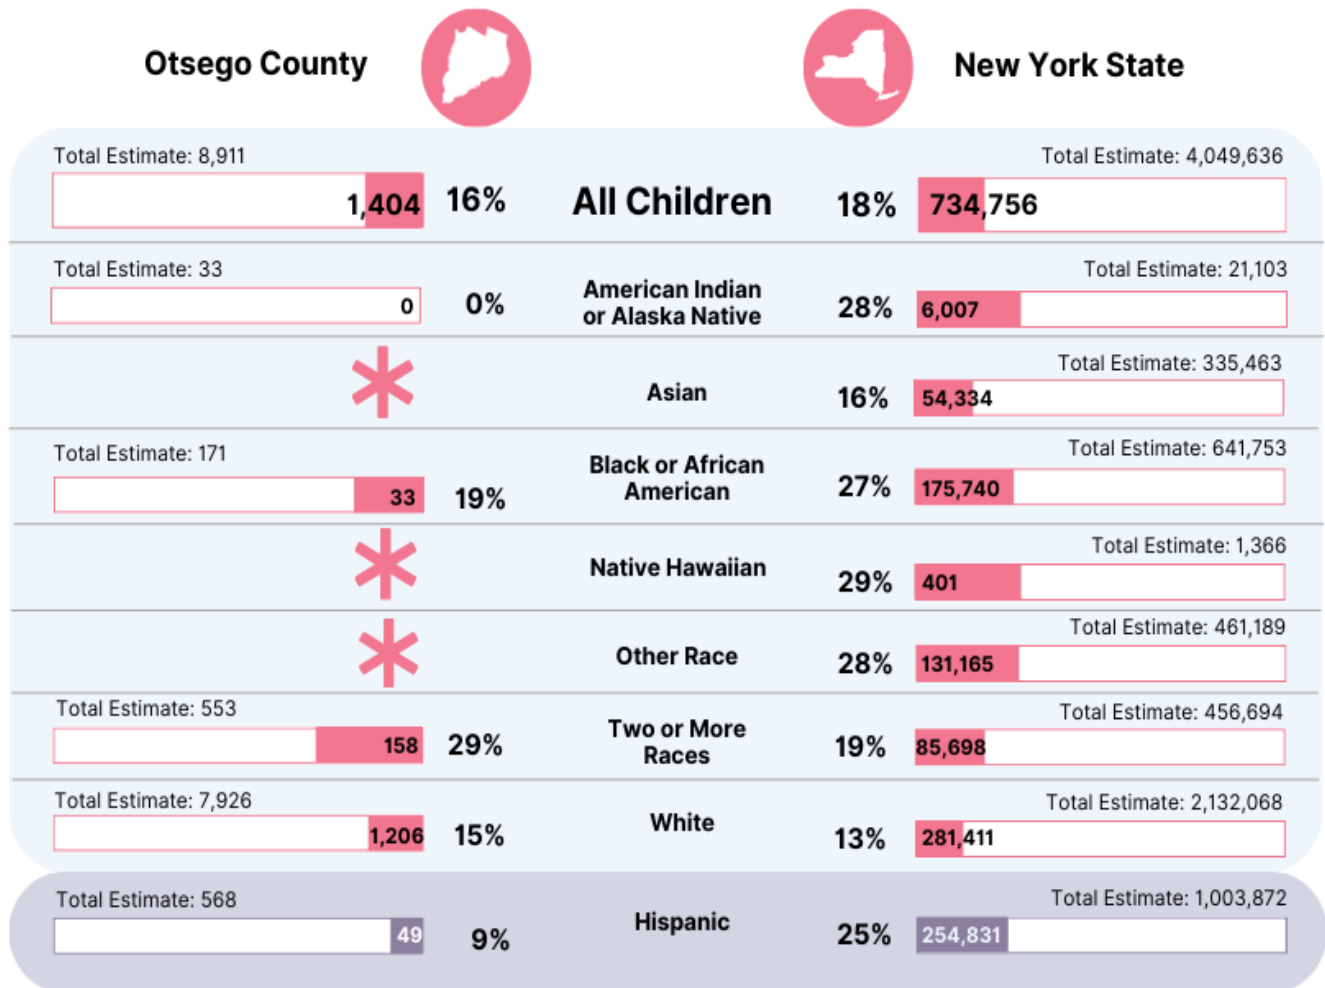 Otsego County
New York State
Total Estimate: 8,911
1,404
16%
All Children
Total Estimate: 4,049,636
18%
734,756
Total Estimate: 33
0
0%
American Indian
or Alaska Native
Total Estimate: 21,103
28%
6,007
Asian
Total Estimate: 335,463
16%
54,334
Total Estimate: 171
33
19%
Black or African
American
Total Estimate: 641,753
27%
175,740
Native Hawaiian
Total Estimate: 1,366
29%
401
Other Race
Total Estimate: 461,189
28%
131,165
Total Estimate: 553
158
29%
Two or More
Races
Total Estimate: 456,694
19%
85,698
Total Estimate: 7,926
1,206
15%
White
Total Estimate: 2,132,068
13%
281,411
Total Estimate: 568
49
9%
Hispanic
Total Estimate: 1,003,872
25%
254,831